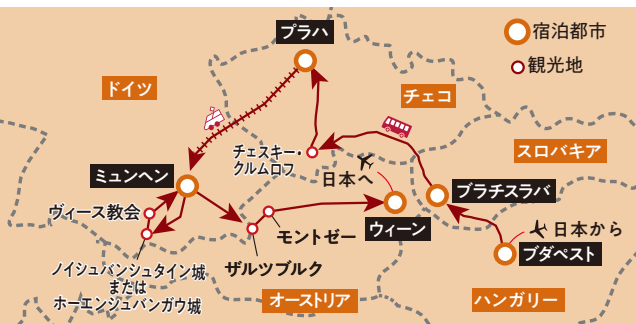 プラハ
宿泊都市
観光地
ドイツ
チェコ
スロバキア
チェスキー・
クルムロフ
日本へ
ミュンヘン
ブラチスラバ
ヴィース教会
モントゼー
ウィーン
日本から
ブダペスト
ザルツブルク
ノイシュバンシュタイン城
または
ホーエンシュバンガウ城
オーストリア
ハンガリー